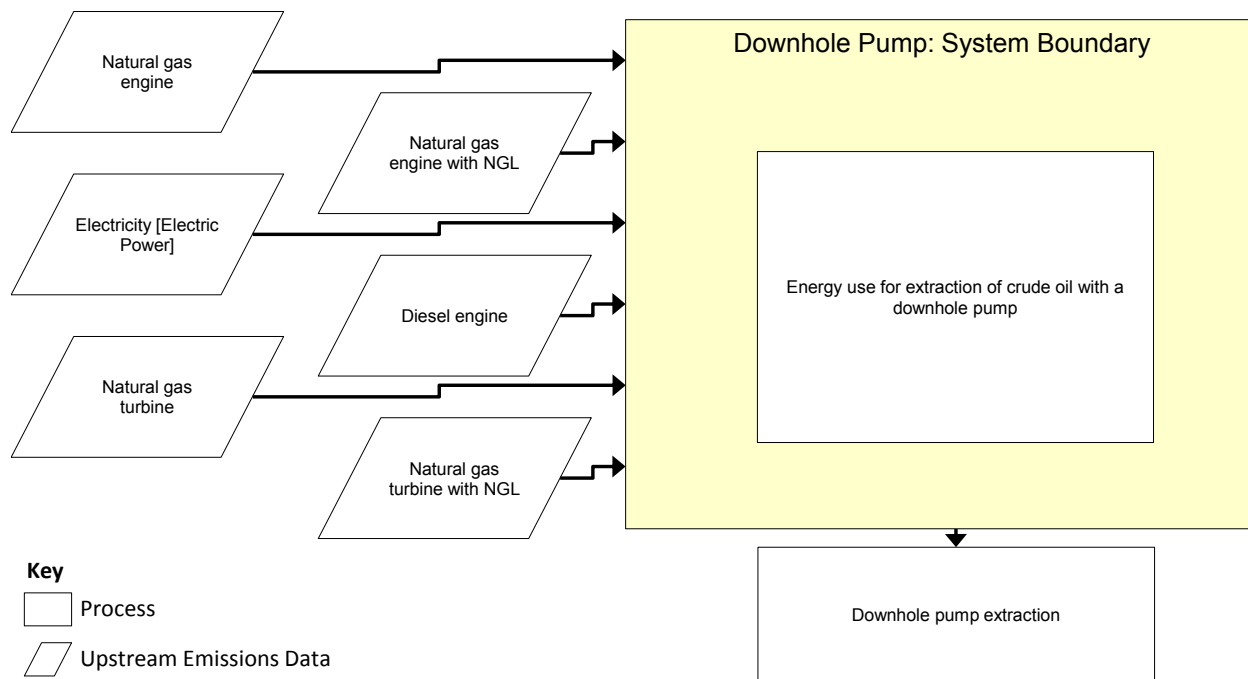 Natural gas
engine
Natural gas
engine with NGL
Electricity [Electric
Power]
Diesel engine
Natural gas
turbine
Natural gas
turbine with NGL
Downhole Pump: System Boundary
Energy use for extraction of crude oil with a
downhole pump
Downhole pump extraction
Key
Process
Upstream Emissions Data